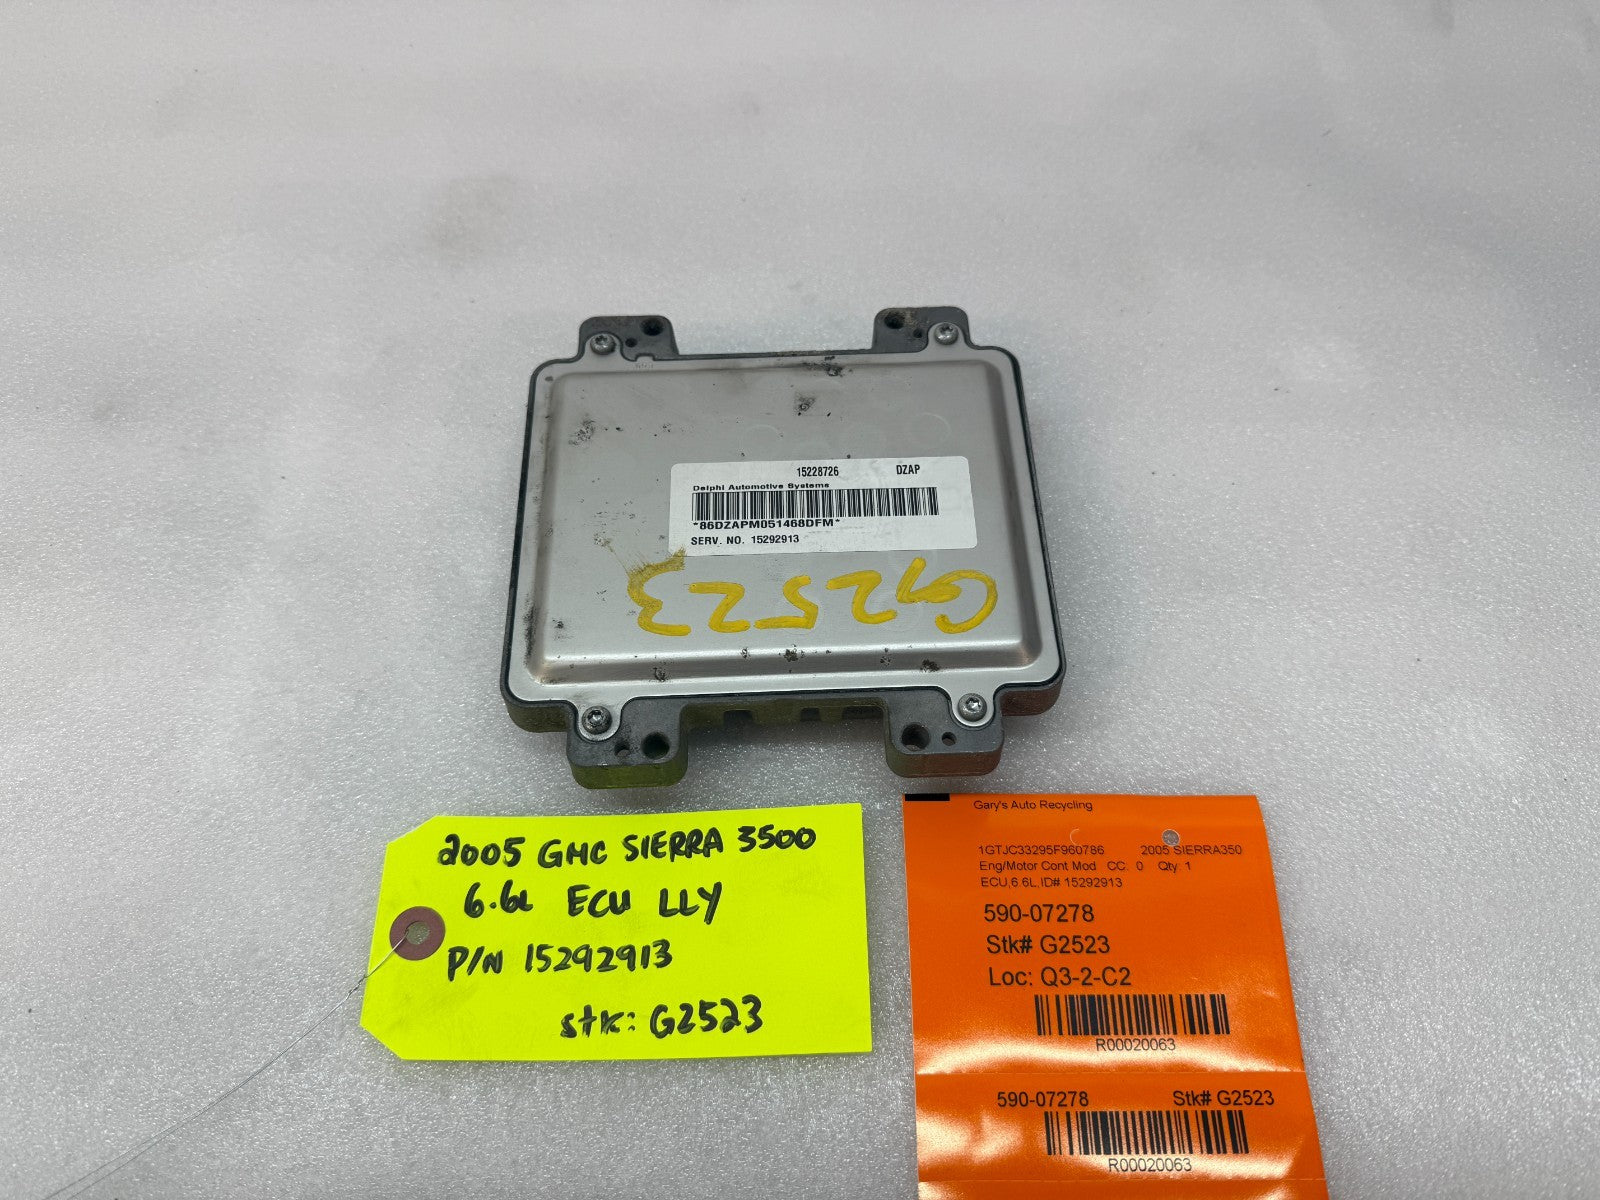 15228726 DZAP
Delphi Automotive Systems
*86DZAPM051468DFM*
SERV. NO. 15292913
G2523
2005 GMC SIERRA 3500
6.6L ECU LLY
P/N 15292913
stk: G2523
Gary's Auto Recycling
1GTJC33295F960786 2005 SIERRA350
Eng/Motor Cont Mod CC: 0 Qty: 1
ECU,6.6L,ID# 15292913
590-07278
Stk# G2523
Loc: Q3-2-C2
R00020063
590-07278 Stk# G2523
R00020063